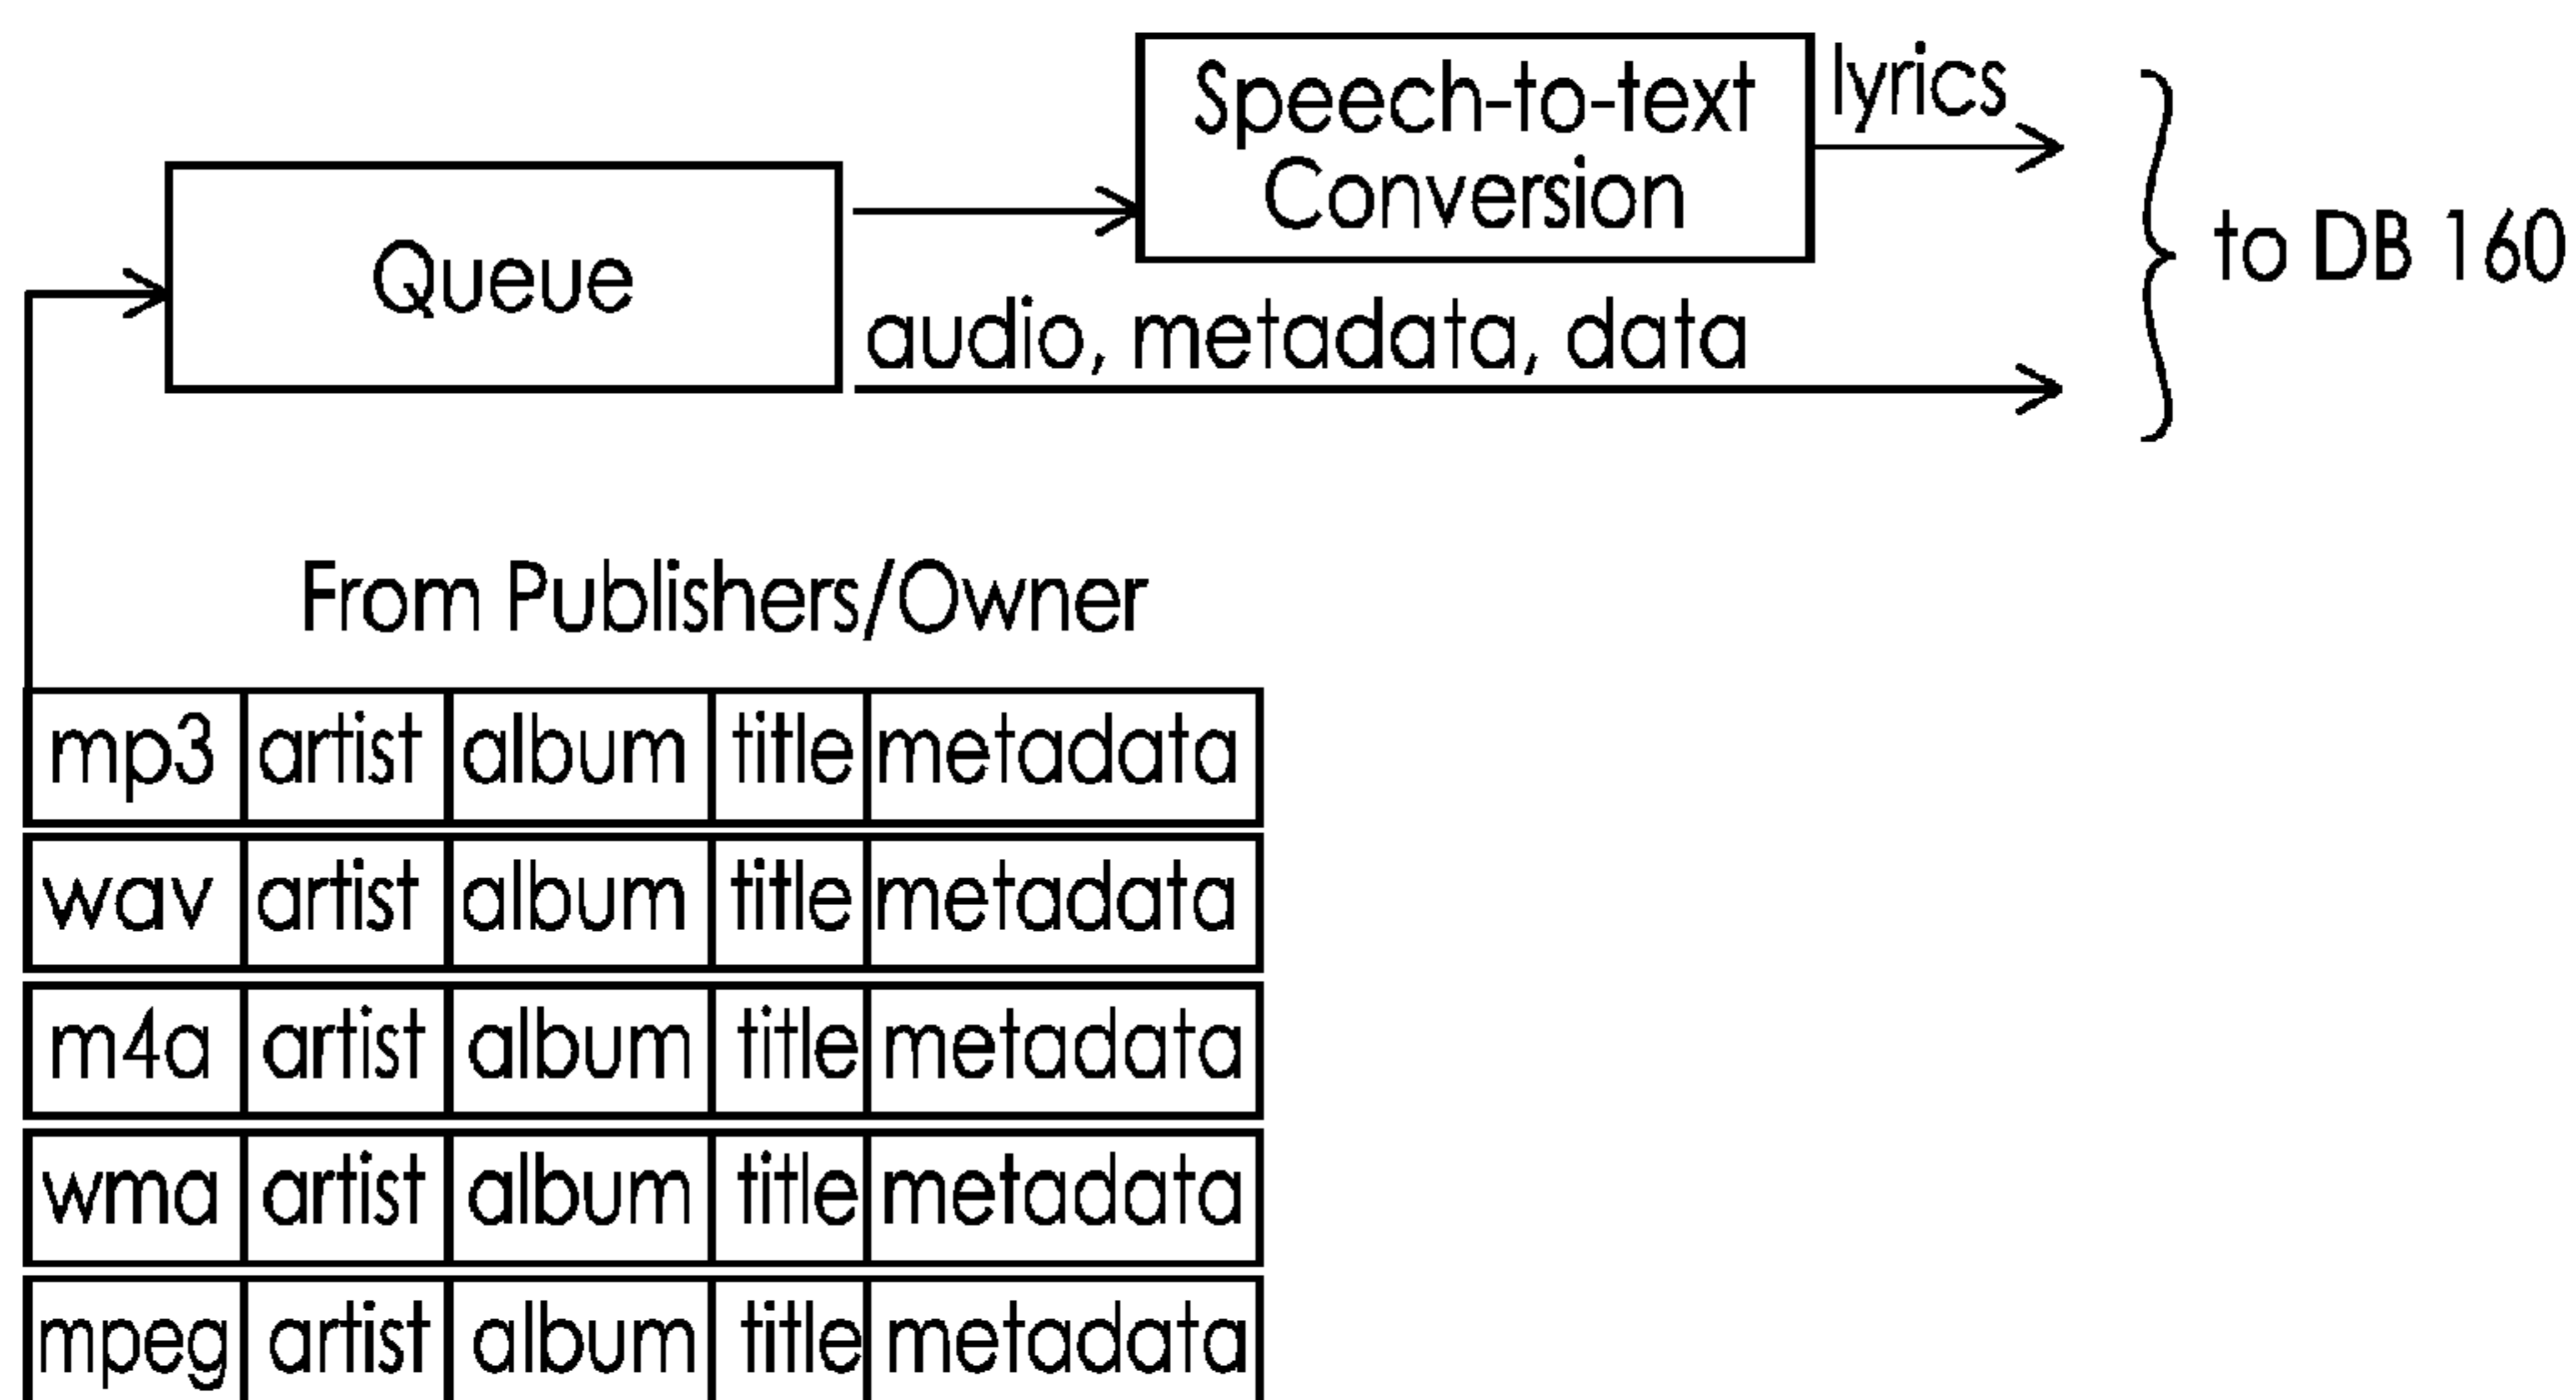 Speech-to-text
Conversion
lyrics
to DB 160
Queue
audio, metadata, data
From Publishers/Owner
mp3 artist album title metadata
wav artist album title metadata
m4a artist album title metadata
wma artist album title metadata
mpeg artist album title metadata